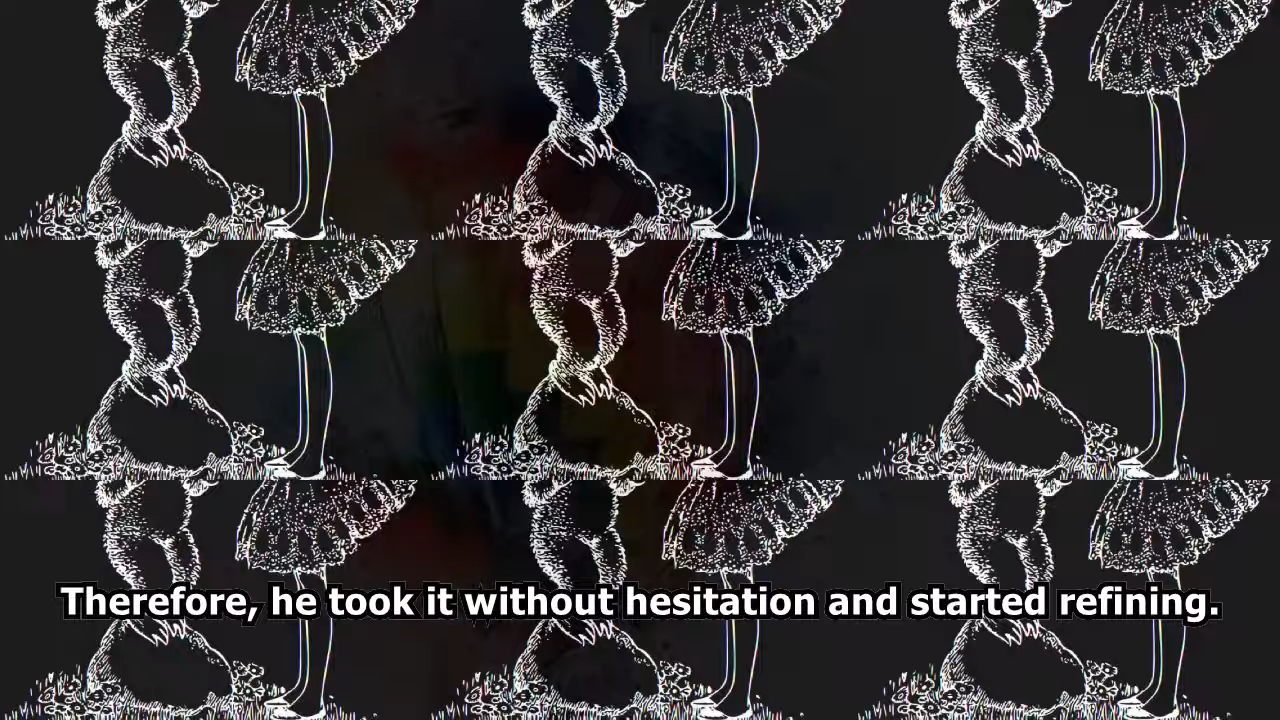 Therefore, he took it without hesitation and started refining.